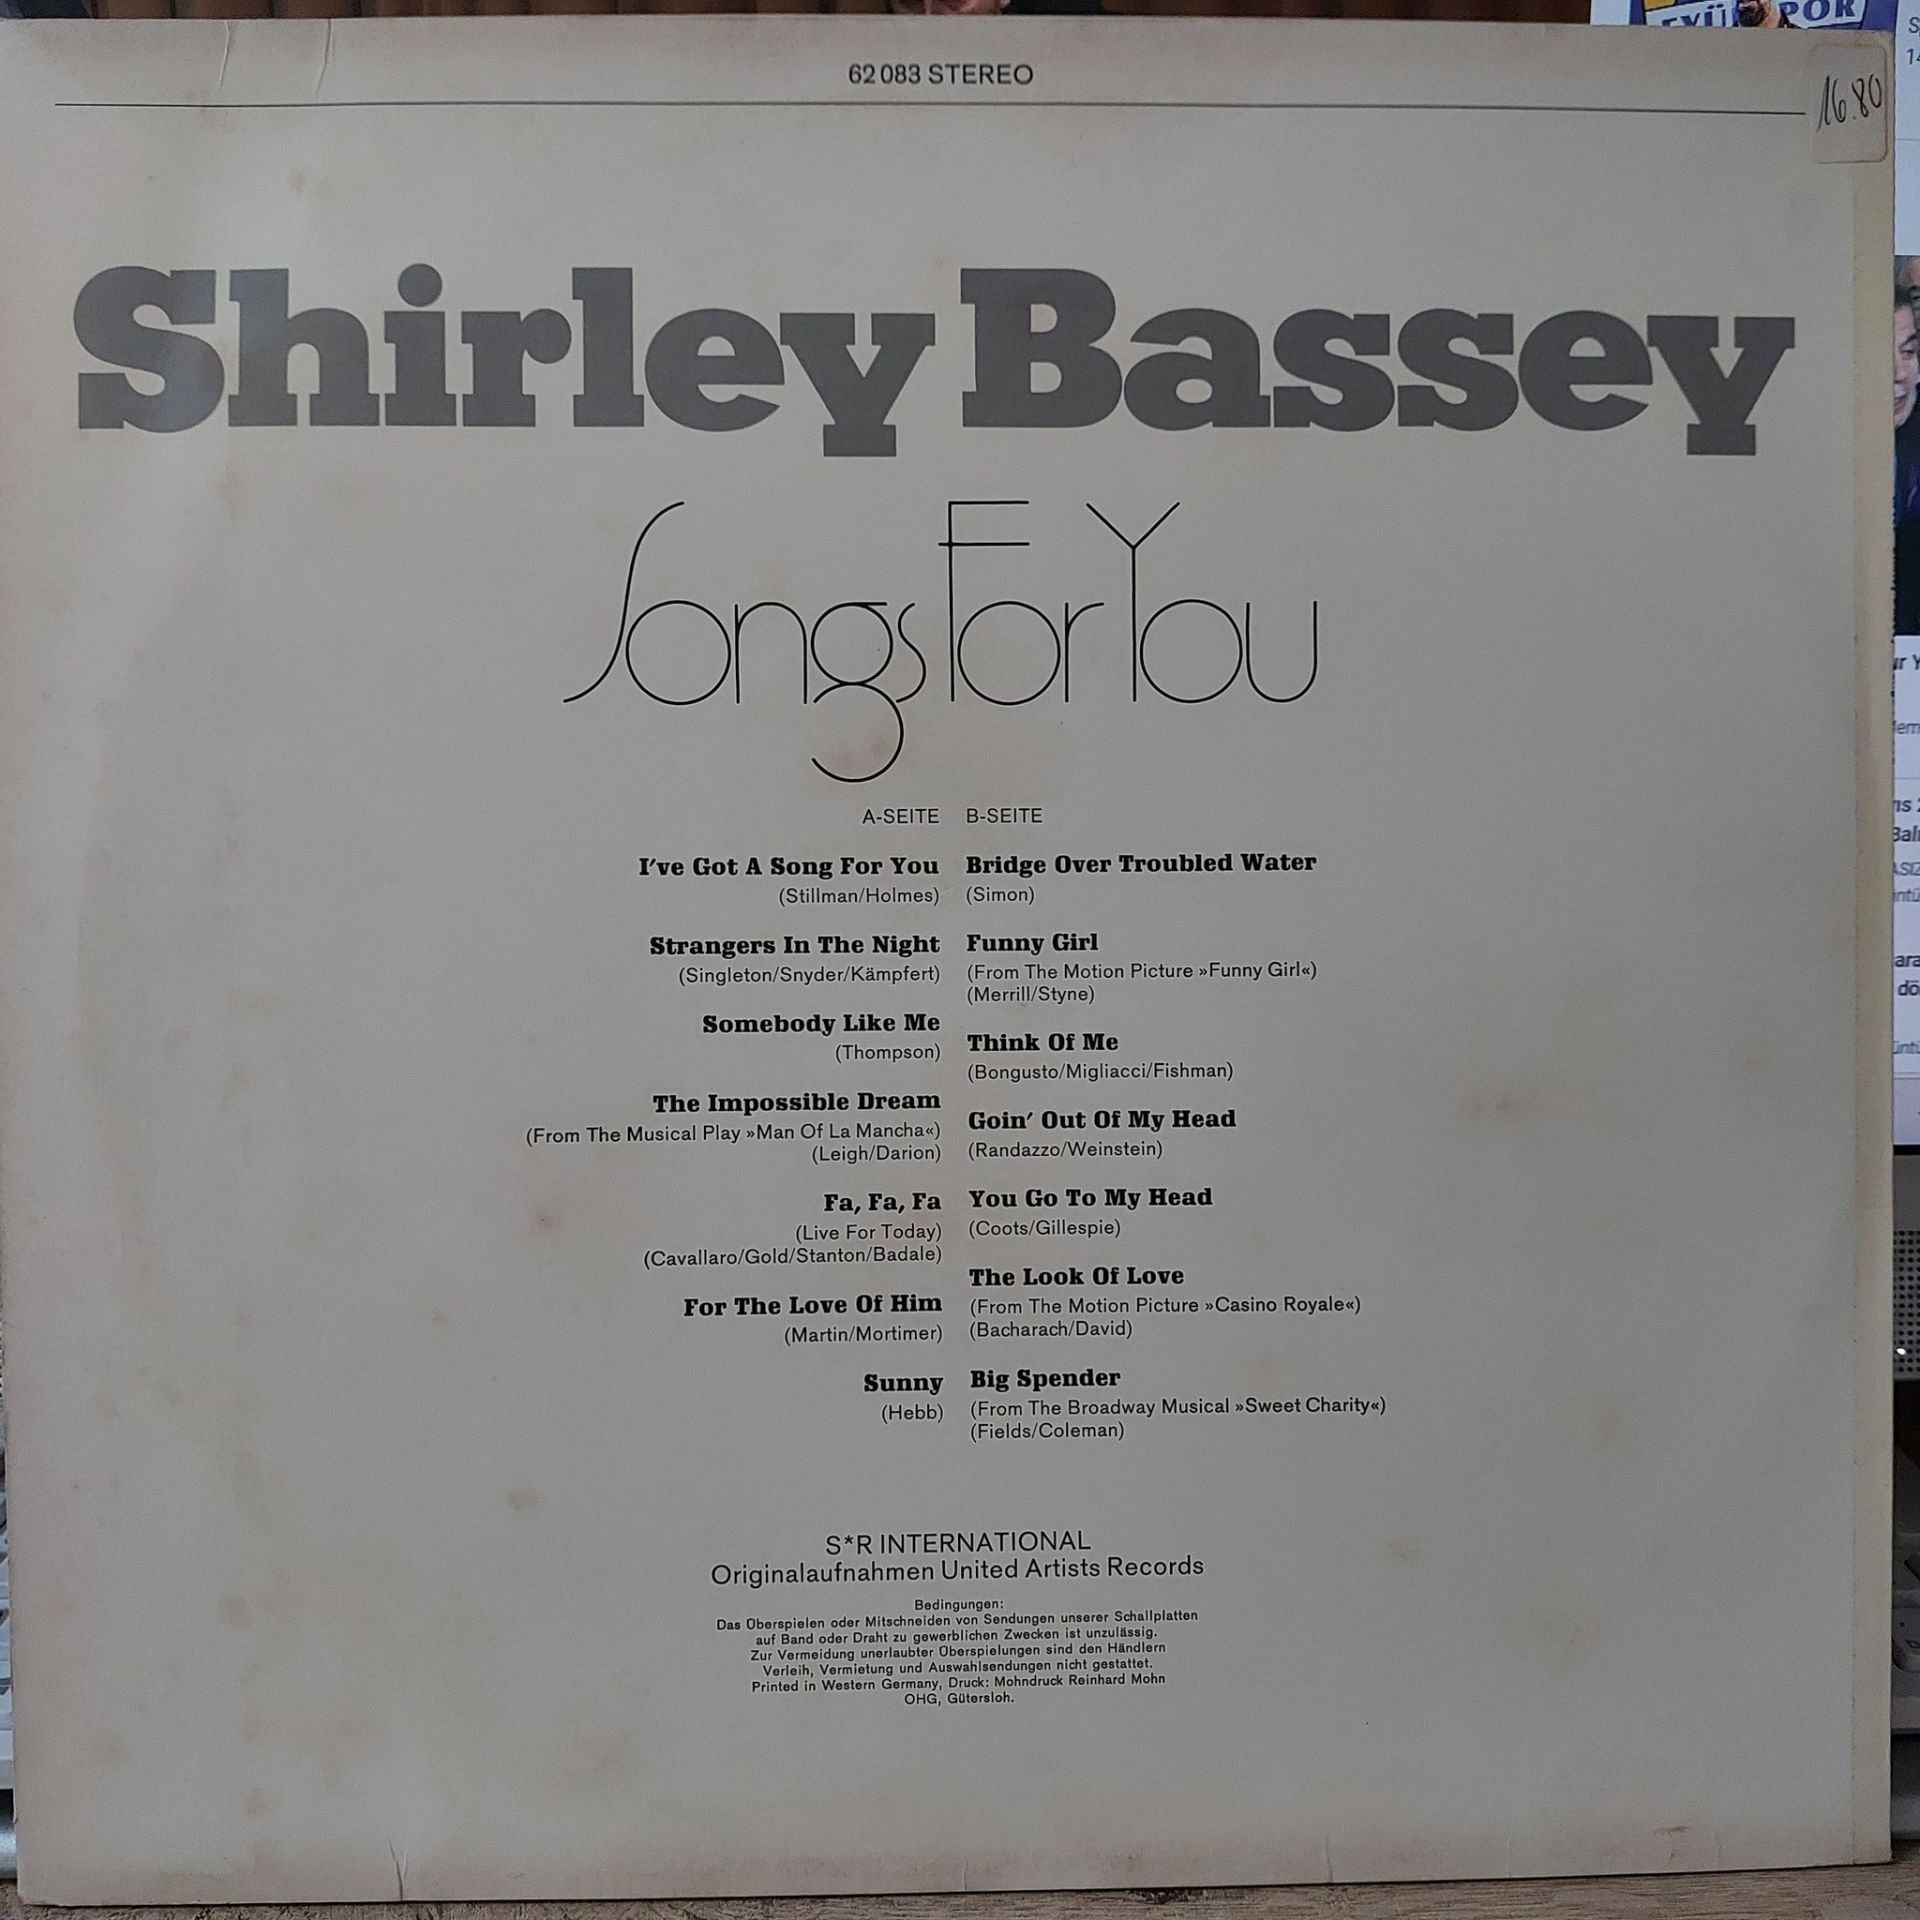 62 083 STEREO
16.80
Shirley Bassey
Songs For You
A-SEITE
I've Got A Song For You
(Stillman/Holmes)
Strangers In The Night
(Singleton/Snyder/Kämpfert)
Somebody Like Me
(Thompson)
The Impossible Dream
(From The Musical Play »Man Of La Mancha«)
(Leigh/Darion)
Fa, Fa, Fa
(Live For Today)
(Cavallaro/Gold/Stanton/Badale)
For The Love Of Him
(Martin/Mortimer)
Sunny
(Hebb)
B-SEITE
Bridge Over Troubled Water
(Simon)
Funny Girl
(From The Motion Picture »Funny Girl«)
(Merrill/Styne)
Think Of Me
(Bongusto/Migliacci/Fishman)
Goin' Out Of My Head
(Randazzo/Weinstein)
You Go To My Head
(Coots/Gillespie)
The Look Of Love
(From The Motion Picture »Casino Royale«)
(Bacharach/David)
Big Spender
(From The Broadway Musical »Sweet Charity«)
(Fields/Coleman)
S*R INTERNATIONAL
Originalaufnahmen United Artists Records
Bedingungen:
Das Überspielen oder Mitschneiden von Sendungen unserer Schallplatten
auf Band oder Draht zu gewerblichen Zwecken ist unzulässig.
Zur Vermeidung unerlaubter Überspielungen sind den Händlern
Verleih, Vermietung und Auswahlsendungen nicht gestattet.
Printed in Western Germany, Druck: Mohndruck Reinhard Mohn
OHG, Gütersloh.